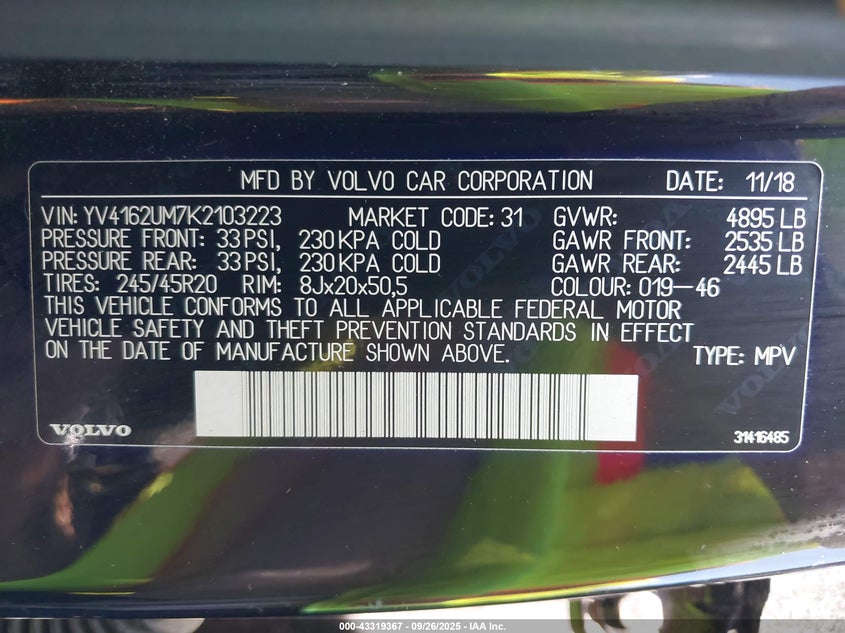 MFD BY VOLVO CAR CORPORATION DATE: 11/18
VIN: YV4162UM7K2103223 MARKET CODE: 31 GVWR: 4895 LB
PRESSURE FRONT: 33 PSI, 230 KPA COLD GAWR FRONT: 2535 LB
PRESSURE REAR: 33 PSI, 230 KPA COLD GAWR REAR: 2445 LB
TIRES: 245/45R20 RIM: 8Jx20x50,5 COLOUR: 019-46
THIS VEHICLE CONFORMS TO ALL APPLICABLE FEDERAL MOTOR
VEHICLE SAFETY AND THEFT PREVENTION STANDARDS IN EFFECT
ON THE DATE OF MANUFACTURE SHOWN ABOVE. TYPE: MPV
VOLVO 31416485
000-43319367 - 09/26/2025 - IAA Inc.